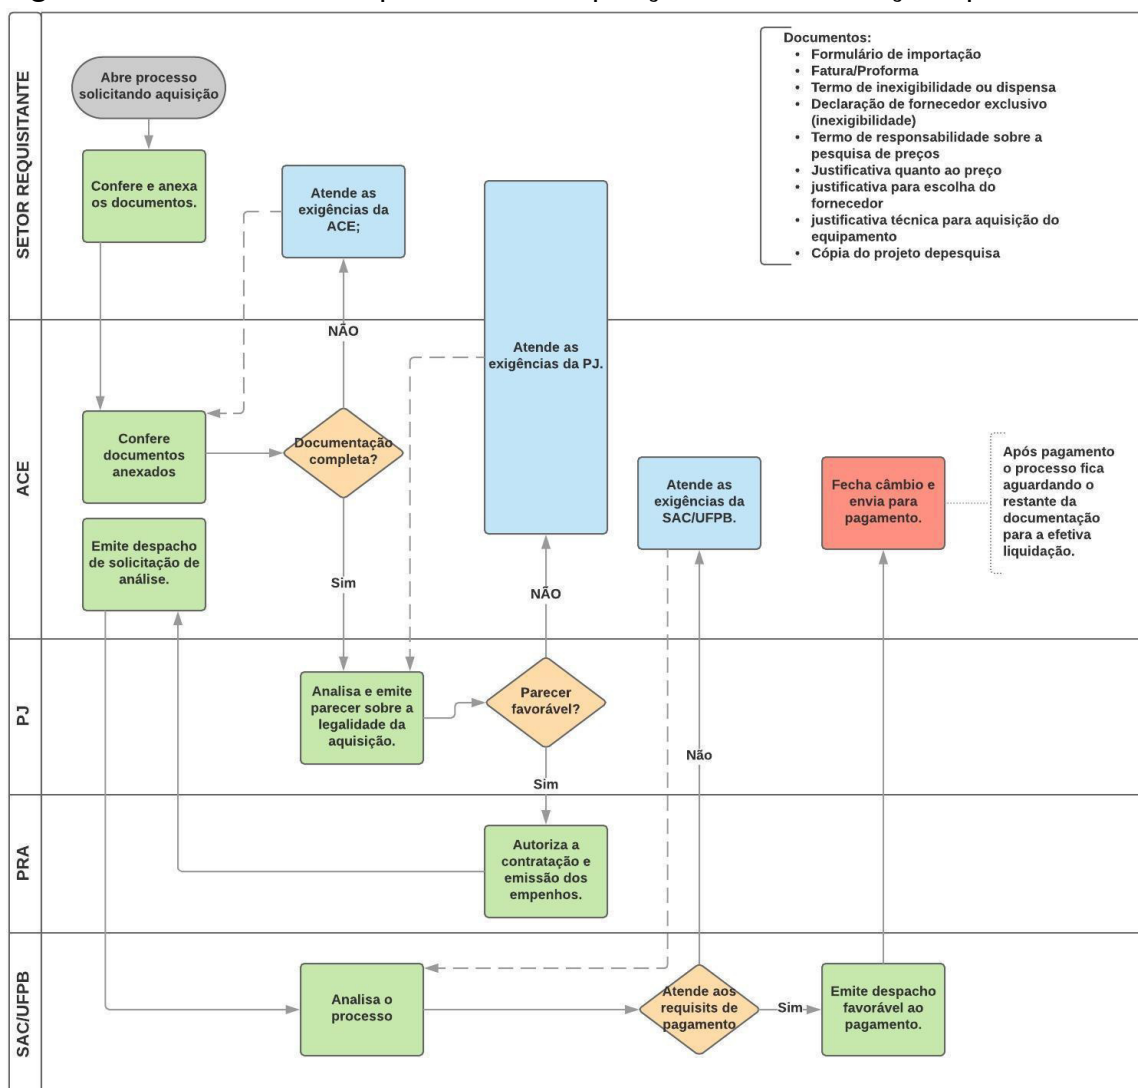 Documentos:
• Formulário de importação
• Fatura/Proforma
• Termo de inexigibilidade ou dispensa
• Declaração de fornecedor exclusivo
(inexigibilidade)
• Termo de responsabilidade sobre a
pesquisa de preços
• Justificativa quanto ao preço
• justificativa para escolha do
fornecedor
• justificativa técnica para aquisição do
equipamento
• Cópia do projeto depesquisa
SETOR REQUISITANTE
Abre processo
solicitando aquisição
Confere e anexa
os documentos.
Atende as
exigências da
ACE;
NÃO
ACE
Confere
documentos
anexados
Documentação
completa?
Sim
Atende as
exigências da PJ.
NÃO
Emite despacho
de solicitação de
análise.
Atende as
exigências da
SAC/UFPB.
Fecha câmbio e
envia para
pagamento.
Após pagamento
o processo fica
aguardando o
restante da
documentação
para a efetiva
liquidação.
PJ
Analisa e emite
parecer sobre a
legalidade da
aquisição.
Parecer
favorável?
Sim
Não
PRA
Autoriza a
contratação e
emissão dos
empenhos.
SAC/UFPB
Analisa o
processo
Atende aos
requisits de
pagamento
Sim
Emite despacho
favorável ao
pagamento.